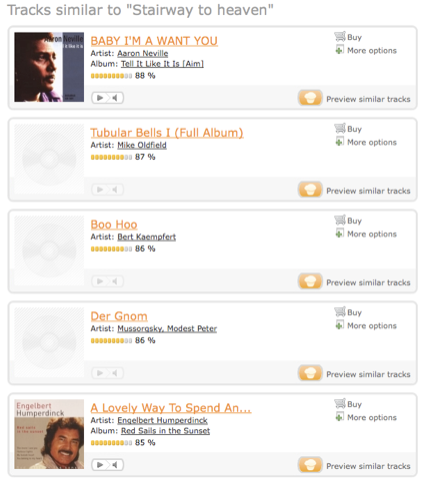 Tracks similar to "Stairway to heaven"
Aaron Neville
tell it like it is
BABY I'M A WANT YOU
Artist: Aaron Neville
Album: Tell It Like It Is [Aim]
88 %
Buy
More options
Preview similar tracks
Tubular Bells I (Full Album)
Artist: Mike Oldfield
87 %
Buy
More options
Preview similar tracks
Boo Hoo
Artist: Bert Kaempfert
86 %
Buy
More options
Preview similar tracks
Der Gnom
Artist: Mussorgsky, Modest Peter
86 %
Buy
More options
Preview similar tracks
Engelbert
Humperdinck
A Lovely Way To Spend An...
Artist: Engelbert Humperdinck
Album: Red Sails in the Sunset
85 %
Buy
More options
Preview similar tracks